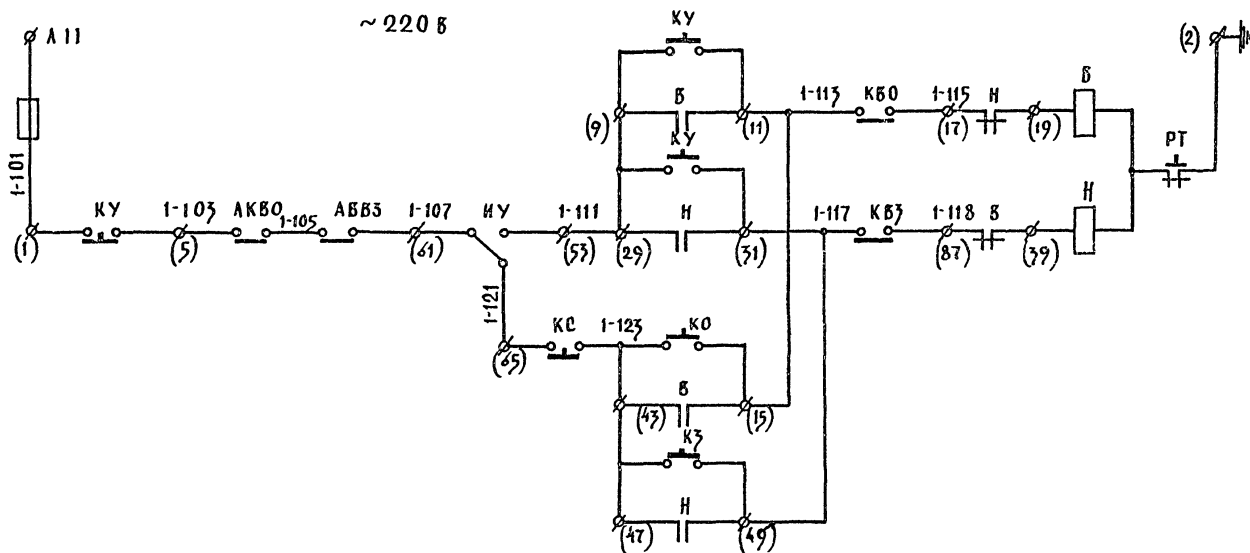 ~220 В
А11
КУ
(2)
В
1-113
КВО
1-115
Н
В
(9)
(11)
(17)
(19)
КУ
РТ
1-101
КУ
1-103
АКВО
1-105
АВВЗ
1-107
ИУ
1-111
Н
1-117
КВЗ
1-118
В
Н
(1)
(5)
(61)
(53)
(29)
(31)
(87)
(39)
1-121
КС
1-123
КО
(65)
В
(43)
(15)
КЗ
Н
(47)
(49)